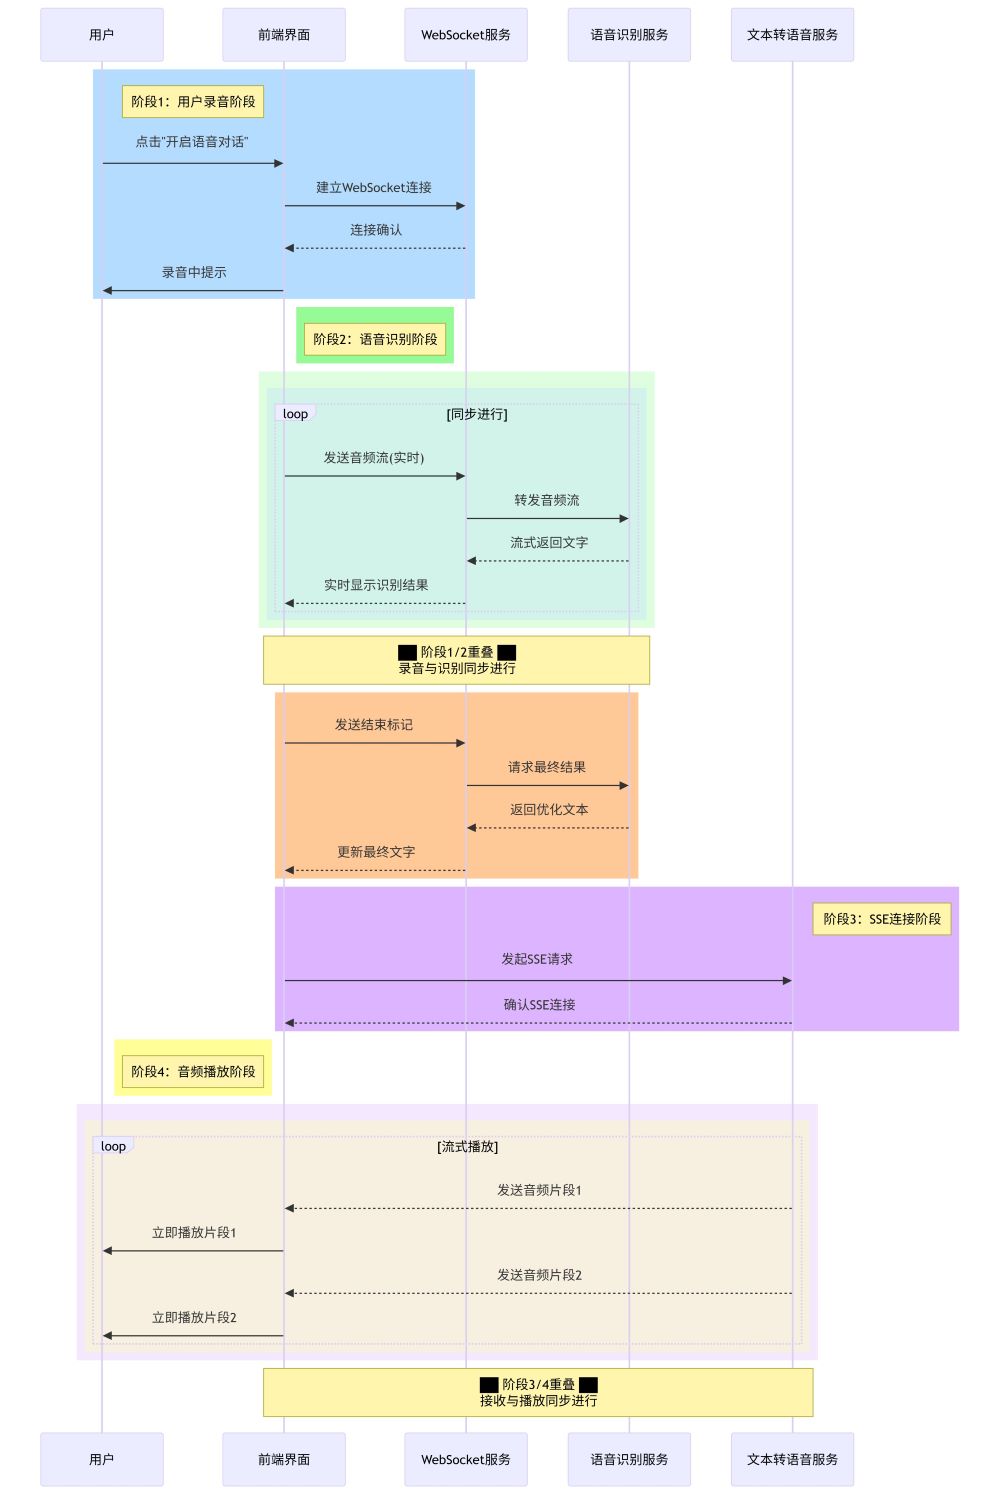 用户
前端界面
WebSocket服务
语音识别服务
文本转语音服务
阶段1：用户录音阶段
点击"开启语音对话"
建立WebSocket连接
连接确认
录音中提示
阶段2：语音识别阶段
loop
[同步进行]
发送音频流(实时)
转发音频流
流式返回文字
实时显示识别结果
██ 阶段1/2重叠 ██
录音与识别同步进行
发送结束标记
请求最终结果
返回优化文本
更新最终文字
阶段3：SSE连接阶段
发起SSE请求
确认SSE连接
阶段4：音频播放阶段
loop
[流式播放]
发送音频片段1
立即播放片段1
发送音频片段2
立即播放片段2
██ 阶段3/4重叠 ██
接收与播放同步进行
用户
前端界面
WebSocket服务
语音识别服务
文本转语音服务